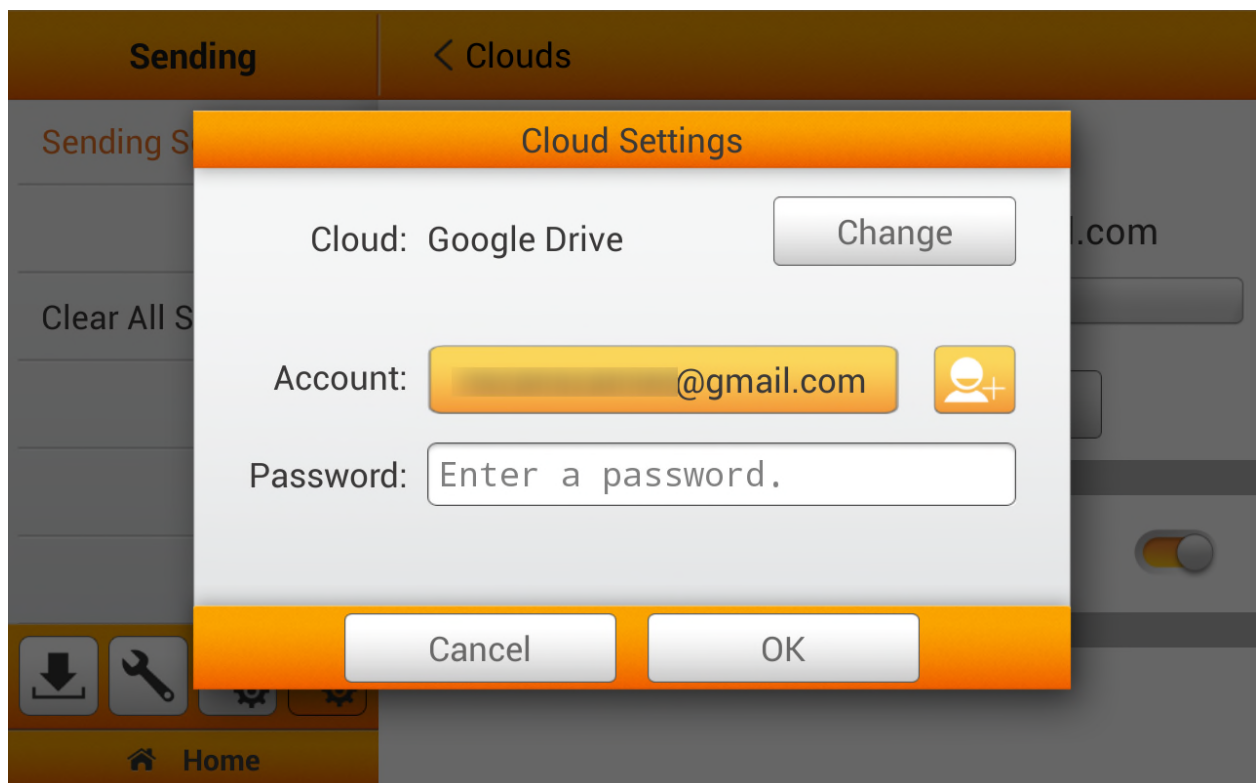 Sending
< Clouds
Sending S
Cloud Settings
Cloud: Google Drive
Change
.com
Clear All S
Account:
@gmail.com
Password:
Enter a password.
Cancel
OK
Home